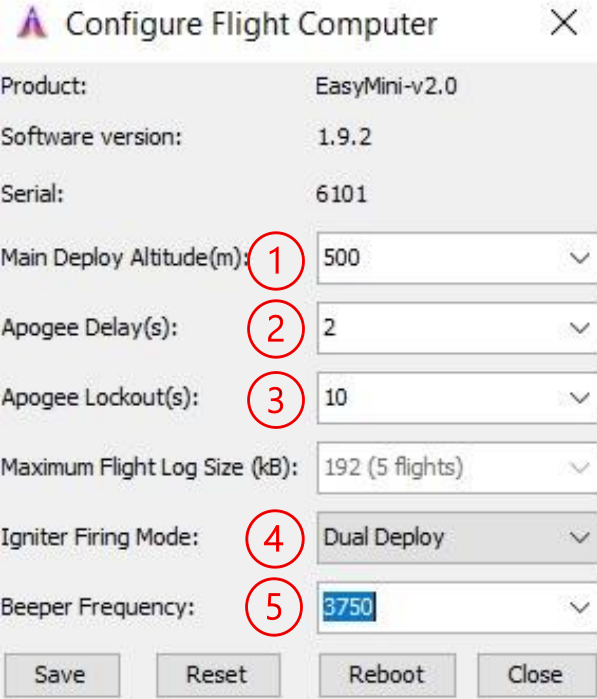 Configure Flight Computer
Product: EasyMini-v2.0
Software version: 1.9.2
Serial: 6101
Main Deploy Altitude(m): 1 500
Apogee Delay(s): 2 2
Apogee Lockout(s): 3 10
Maximum Flight Log Size (kB): 192 (5 flights)
Igniter Firing Mode: 4 Dual Deploy
Beeper Frequency: 5 3750
Save Reset Reboot Close